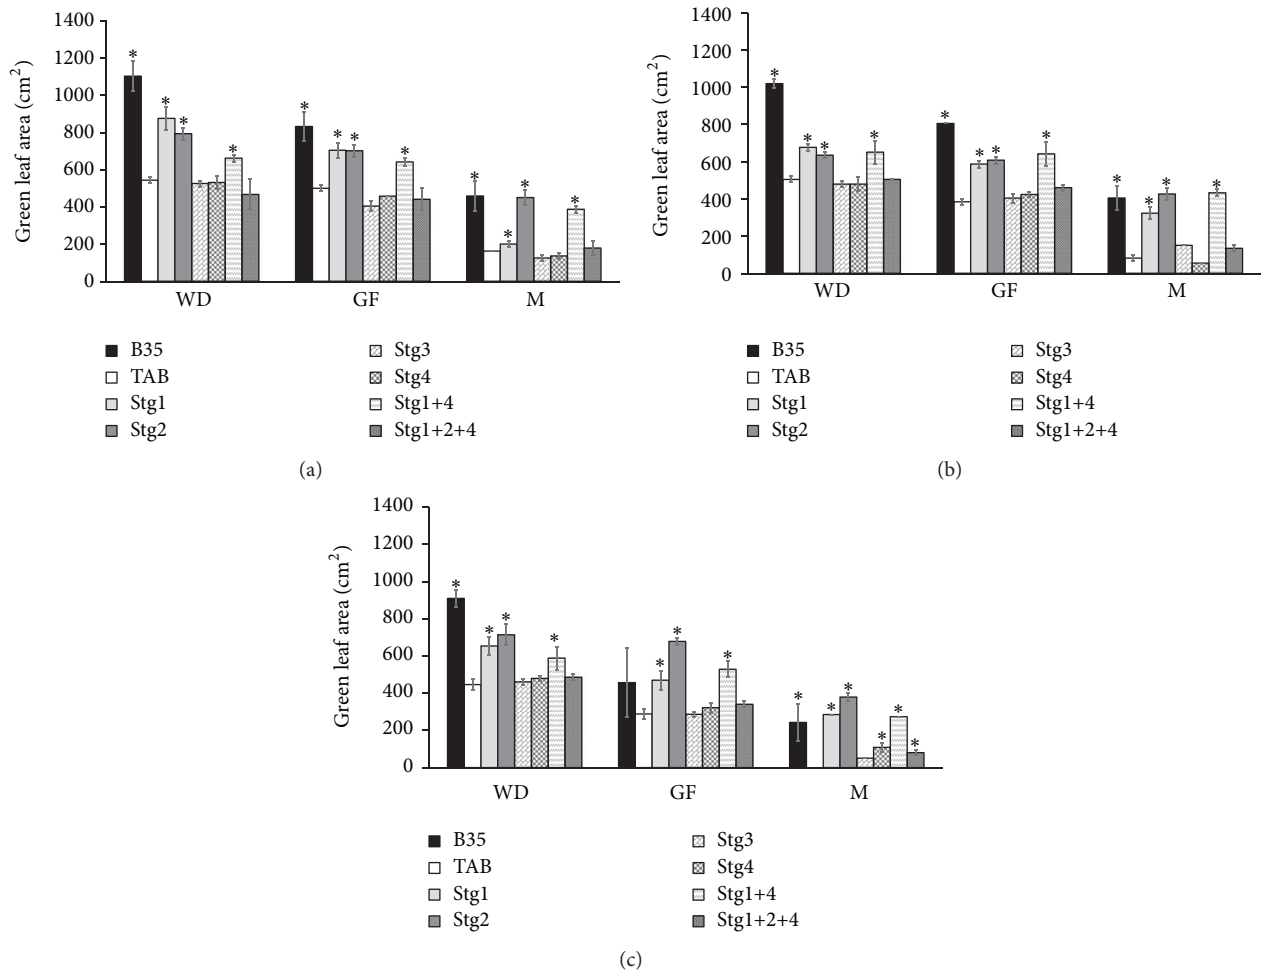 Green leaf area (cm²)
1400
1200
1000
800
600
400
200
0
* * * * * * * * * * * *
WD GF M
B35 Stg3
TAB Stg4
Stg1 Stg1+4
Stg2 Stg1+2+4
(a)
Green leaf area (cm²)
1400
1200
1000
800
600
400
200
0
* * * * * * * * * * * *
WD GF M
B35 Stg3
TAB Stg4
Stg1 Stg1+4
Stg2 Stg1+2+4
(b)
Green leaf area (cm²)
1400
1200
1000
800
600
400
200
0
* * * * * * * * * * * * *
WD GF M
B35 Stg3
TAB Stg4
Stg1 Stg1+4
Stg2 Stg1+2+4
(c)